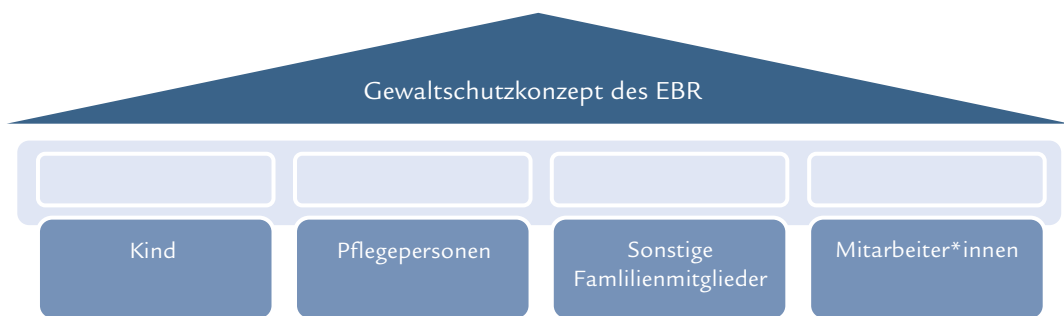 Gewaltschutzkonzept des EBR
Kind
Pflegepersonen
Sonstige
Famlilienmitglieder
Mitarbeiter*innen